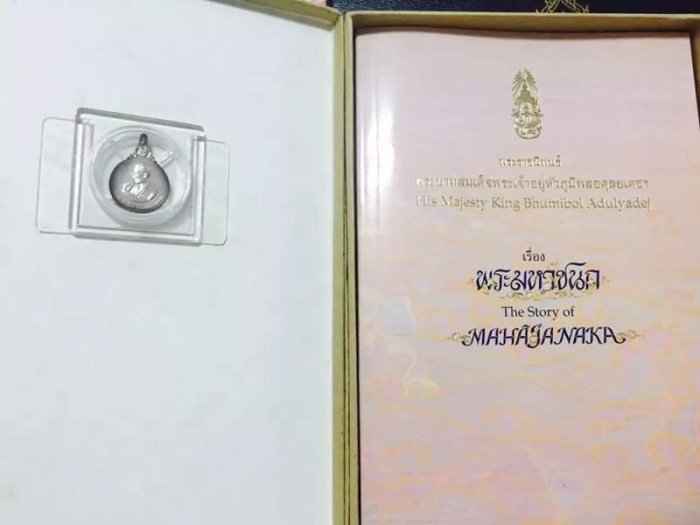 พระราชนิพนธ์
พระบาทสมเด็จพระเจ้าอยู่หัวภูมิพลอดุลยเดชฯ
His Majesty King Bhumibol Adulyadej
เรื่อง
พระมหาชนก
The Story of
MAHĀJANAKA